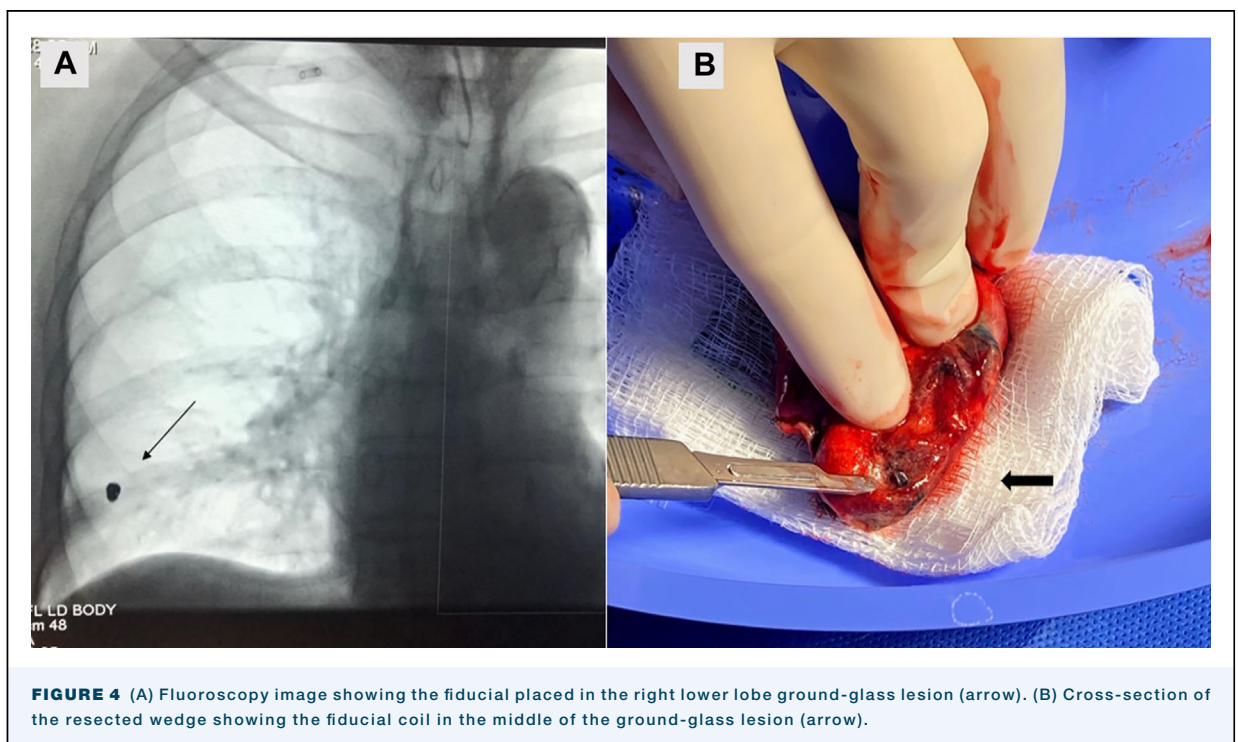 A
B
FL LD BODY
cm 48
FIGURE 4 (A) Fluoroscopy image showing the fiducial placed in the right lower lobe ground-glass lesion (arrow). (B) Cross-section of
the resected wedge showing the fiducial coil in the middle of the ground-glass lesion (arrow).